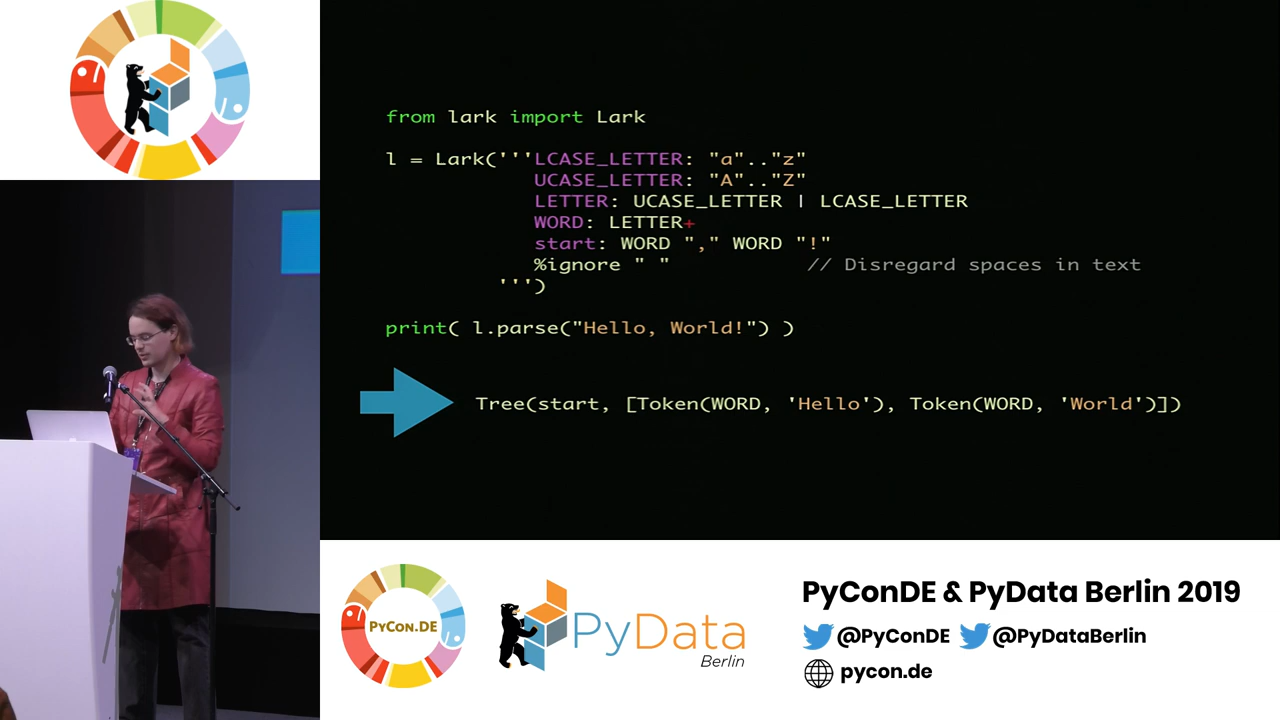 from lark import Lark
l = Lark('''LCASE_LETTER: "a".."z"
UCASE_LETTER: "A".."Z"
LETTER: UCASE_LETTER | LCASE_LETTER
WORD: LETTER+
start: WORD "," WORD "!"
%ignore " " // Disregard spaces in text
''')
print( l.parse("Hello, World!") )
Tree(start, [Token(WORD, 'Hello'), Token(WORD, 'World')])
PyCon.DE
PyData
Berlin
PyConDE & PyData Berlin 2019
@PyConDE @PyDataBerlin
pycon.de